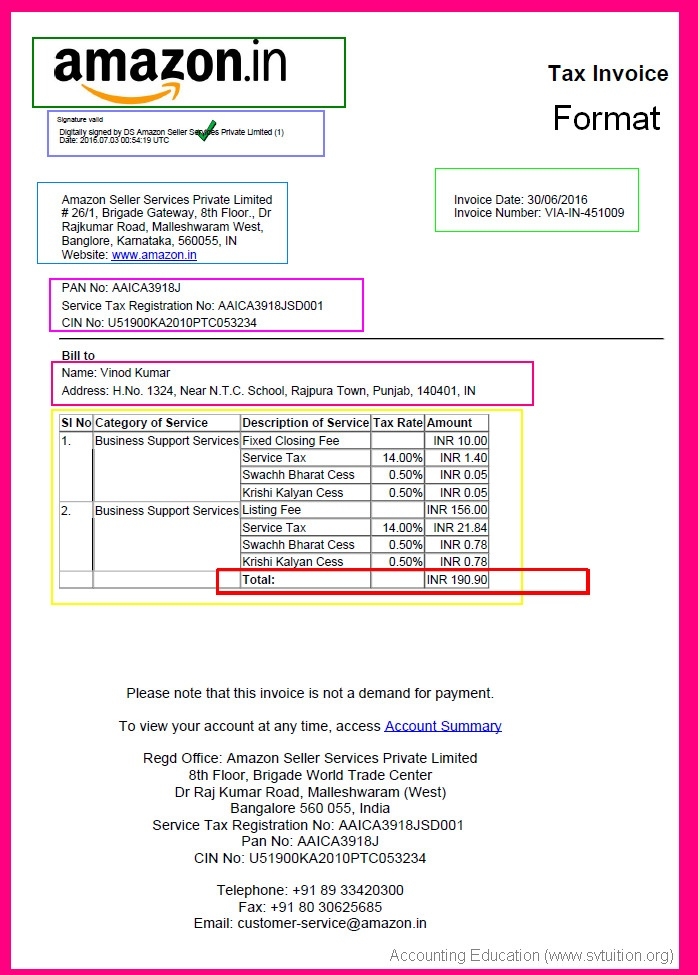 amazon.in
Tax Invoice
Format
Signature valid
Digitally signed by DS Amazon Seller Services Private Limited (1)
Date: 2016.07.03 00:54:19 UTC
Amazon Seller Services Private Limited
# 26/1, Brigade Gateway, 8th Floor., Dr
Rajkumar Road, Malleshwaram West,
Banglore, Karnataka, 560055, IN
Website: www.amazon.in
Invoice Date: 30/06/2016
Invoice Number: VIA-IN-451009
PAN No: AAICA3918J
Service Tax Registration No: AAICA3918JSD001
CIN No: U51900KA2010PTC053234
Bill to
Name: Vinod Kumar
Address: H.No. 1324, Near N.T.C. School, Rajpura Town, Punjab, 140401, IN
SI No Category of Service Description of Service Tax Rate Amount
1. Business Support Services Fixed Closing Fee INR 10.00
Service Tax 14.00% INR 1.40
Swachh Bharat Cess 0.50% INR 0.05
Krishi Kalyan Cess 0.50% INR 0.05
2. Business Support Services Listing Fee INR 156.00
Service Tax 14.00% INR 21.84
Swachh Bharat Cess 0.50% INR 0.78
Krishi Kalyan Cess 0.50% INR 0.78
Total: INR 190.90
Please note that this invoice is not a demand for payment.
To view your account at any time, access Account Summary
Regd Office: Amazon Seller Services Private Limited
8th Floor, Brigade World Trade Center
Dr Raj Kumar Road, Malleshwaram (West)
Bangalore 560 055, India
Service Tax Registration No: AAICA3918JSD001
Pan No: AAICA3918J
CIN No: U51900KA2010PTC053234
Telephone: +91 89 33420300
Fax: +91 80 30625685
Email: customer-service@amazon.in
Accounting Education (www.svtuition.org)